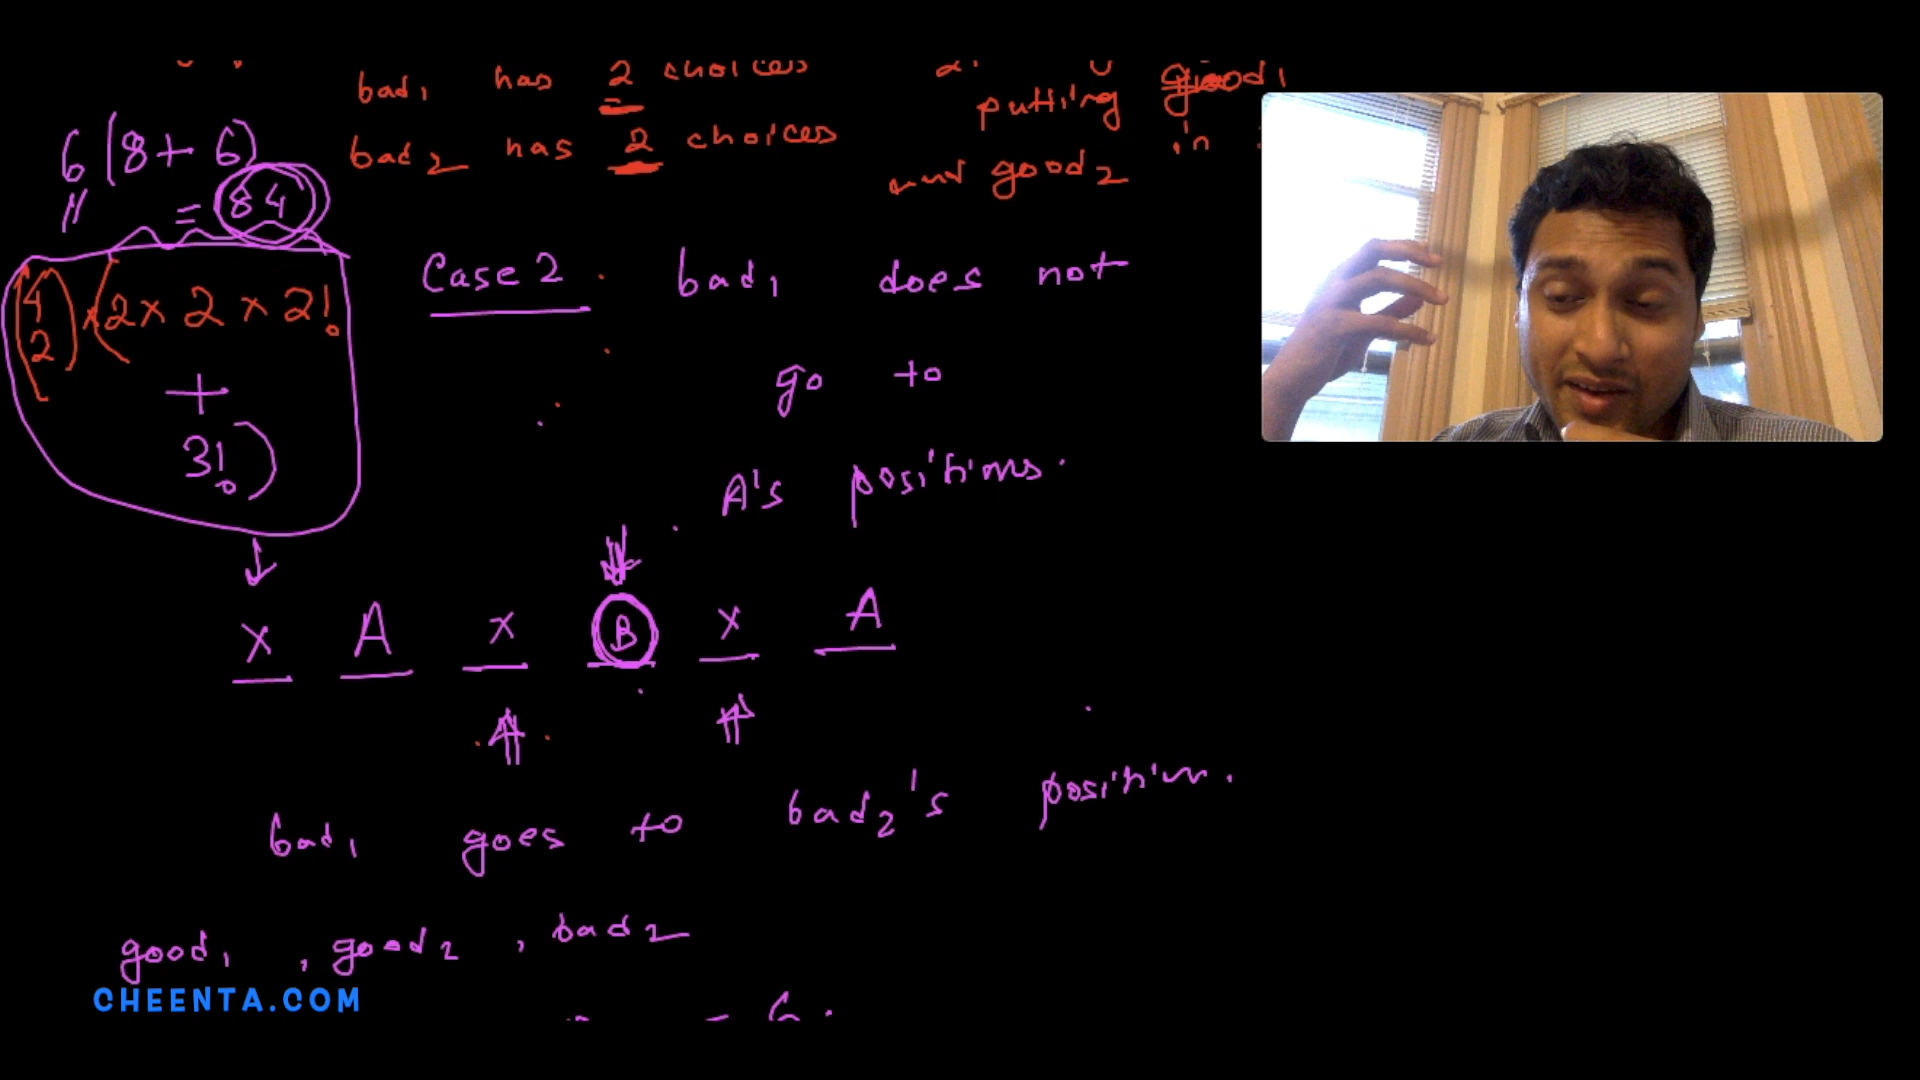 bad1 has 2 choices
bad2 has 2 choices
putting good1
in
and good2
6(8+6)
= 84
(4 2) × (2 × 2 × 2!
+
3!)
Case 2 bad1 does not
go to
A's positions.
x A x B x A
bad1 goes to bad2's position.
good1, good2, bad2
= 6.
CHEENTA.COM